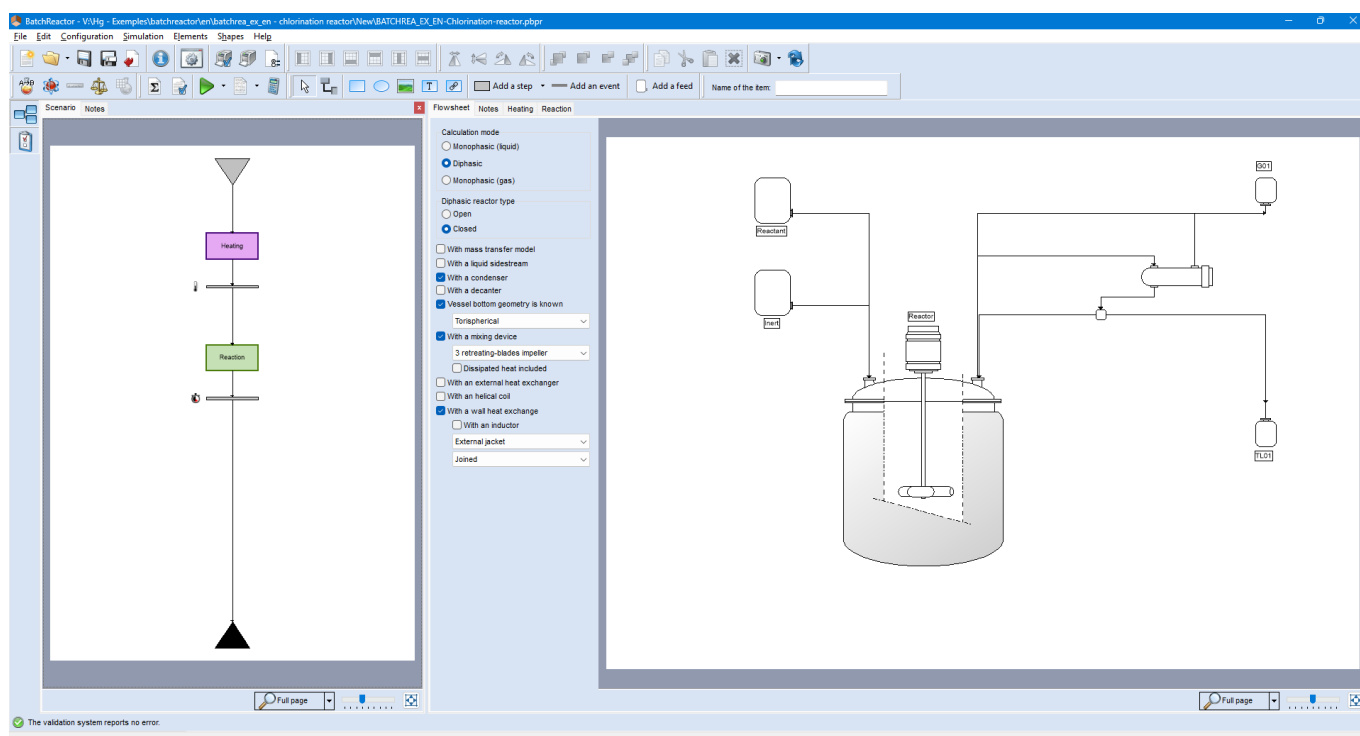 BatchReactor - V:\Hg - Exemples\batchreactor\en\batchrea_ex_en - chlorination reactor\New\BATCHREA_EX_EN-Chlorination-reactor.pbpr
File Edit Configuration Simulation Elements Shapes Help
Add a step
Add an event
Add a feed
Name of the item:
Scenario Notes
Heating
Reaction
Full page
Flowsheet Notes Heating Reaction
Calculation mode
Monophasic (liquid)
Diphasic
Monophasic (gas)
Diphasic reactor type
Open
Closed
With mass transfer model
With a liquid sidestream
With a condenser
With a decanter
Vessel bottom geometry is known
Torispherical
With a mixing device
3 retreating-blades impeller
Dissipated heat included
With an external heat exchanger
With an helical coil
With a wall heat exchange
With an inductor
External jacket
Joined
G01
Reactant
Inert
Reactor
TL01
Full page
The validation system reports no error.